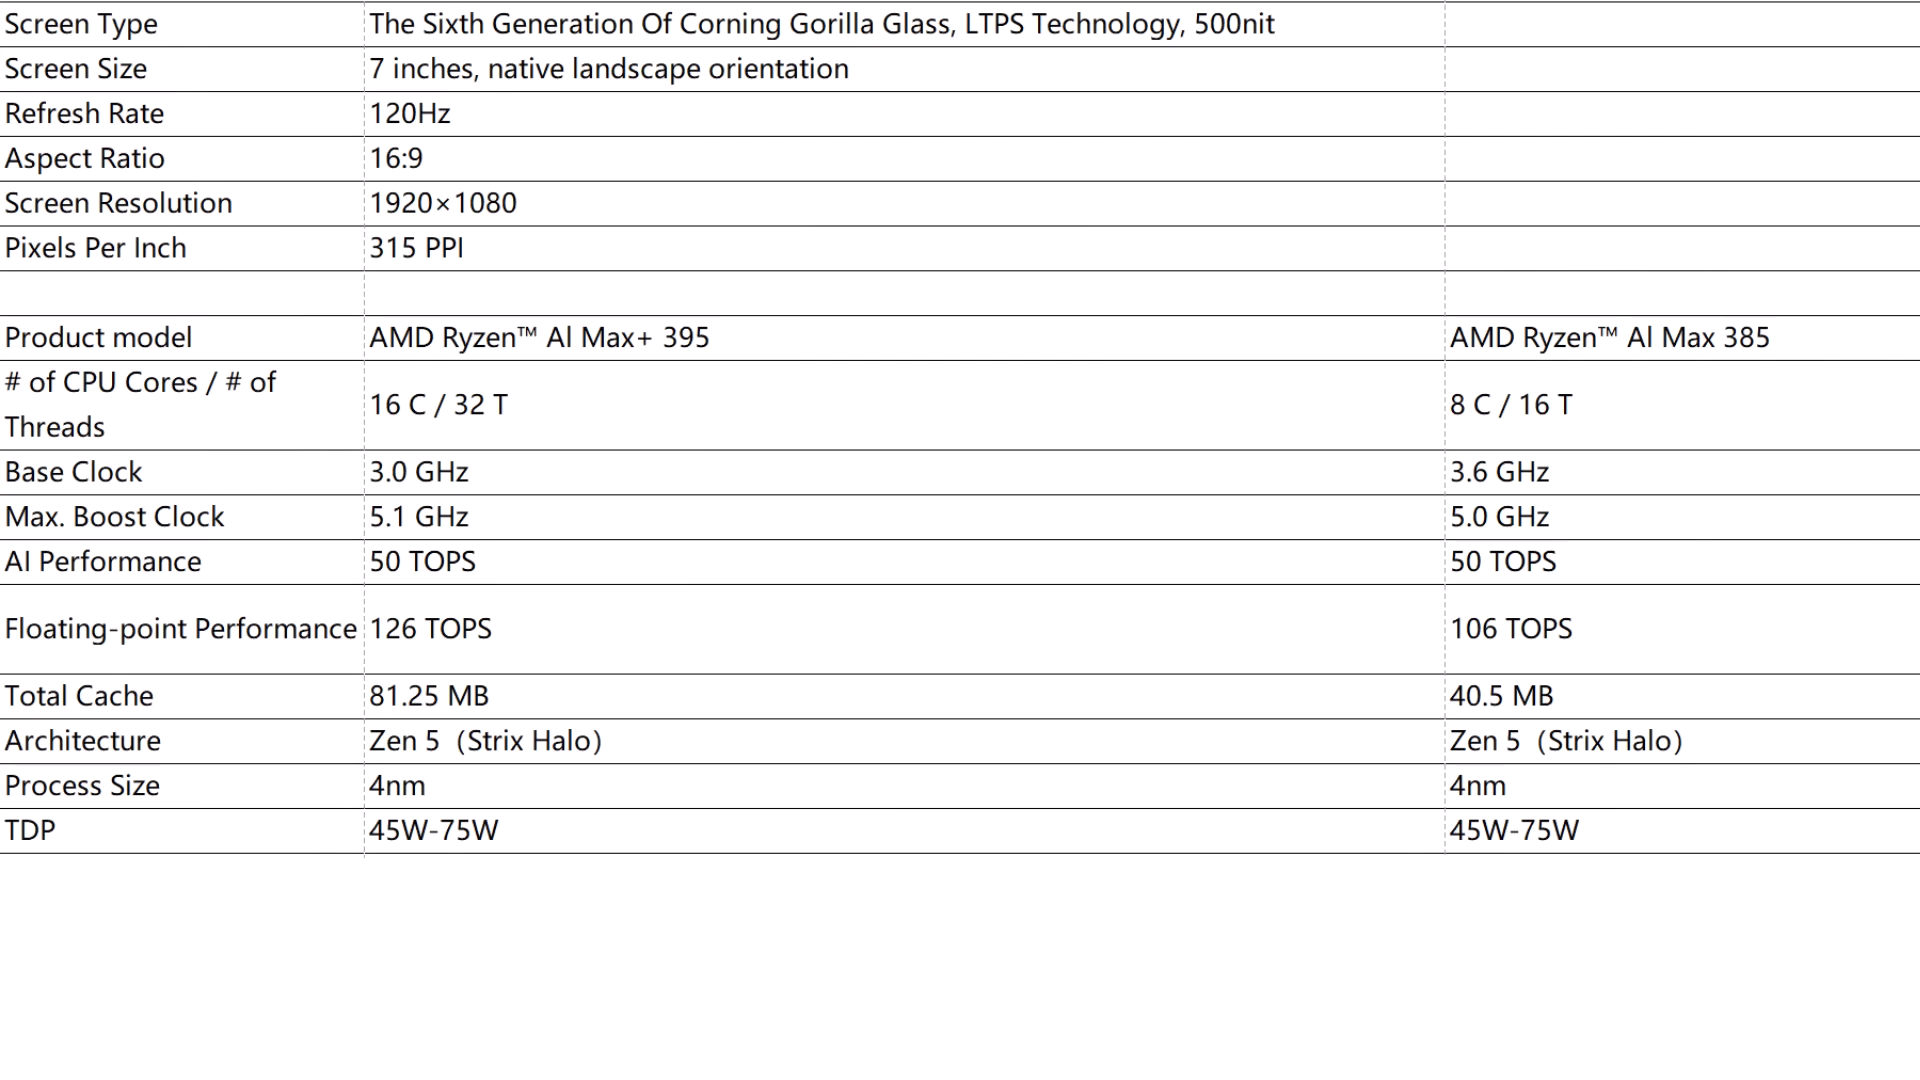 Screen Type The Sixth Generation Of Corning Gorilla Glass, LTPS Technology, 500nit
Screen Size 7 inches, native landscape orientation
Refresh Rate 120Hz
Aspect Ratio 16:9
Screen Resolution 1920×1080
Pixels Per Inch 315 PPI
Product model AMD Ryzen™ Al Max+ 395 AMD Ryzen™ Al Max 385
# of CPU Cores / # of
Threads 16 C / 32 T 8 C / 16 T
Base Clock 3.0 GHz 3.6 GHz
Max. Boost Clock 5.1 GHz 5.0 GHz
AI Performance 50 TOPS 50 TOPS
Floating-point Performance 126 TOPS 106 TOPS
Total Cache 81.25 MB 40.5 MB
Architecture Zen 5（Strix Halo） Zen 5（Strix Halo）
Process Size 4nm 4nm
TDP 45W-75W 45W-75W